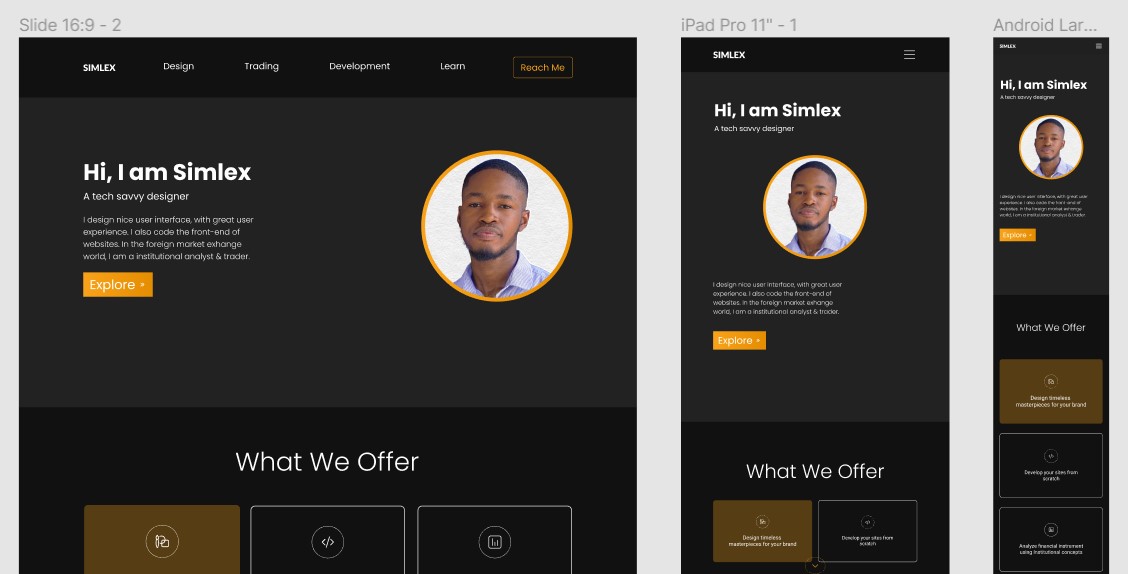 Slide 16:9 - 2
SIMLEX
Design
Trading
Development
Learn
Reach Me
Hi, I am Simlex
A tech savvy designer
I design nice user interface, with great user
experience. I also code the front-end of
websites. In the foreign market exhange
world, I am a institutional analyst & trader.
Explore »
What We Offer
iPad Pro 11" - 1
SIMLEX
Hi, I am Simlex
A tech savvy designer
I design nice user interface, with great user
experience. I also code the front-end of
websites. In the foreign market exhange
world, I am a institutional analyst & trader.
Explore »
What We Offer
Design timeless
masterpieces for your brand
Develop your sites from
scratch
Android Lar...
SIMLEX
Hi, I am Simlex
A tech savvy designer
I design nice user interface, with great user
experience. I also code the front-end of
websites. In the foreign market exhange
world, I am a institutional analyst & trader.
Explore »
What We Offer
Design timeless
masterpieces for your brand
Develop your sites from
scratch
Analyze financial instrument
using institutional concepts